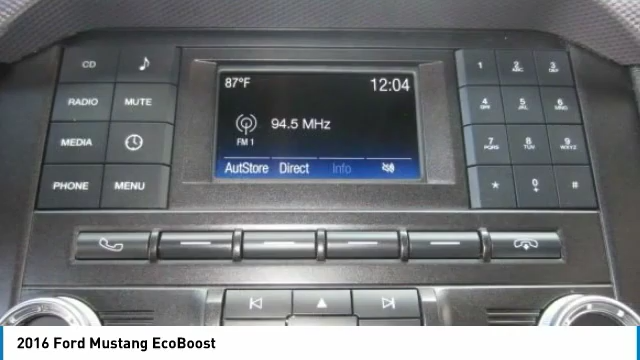 CD
RADIO MUTE
MEDIA
PHONE MENU
87°F 12:04
94.5 MHz
FM 1
AutStore Direct Info
1 2 ABC 3 DEF
4 GHI 5 JKL 6 MNO
7 PQRS 8 TUV 9 WXYZ
* 0 + #
2016 Ford Mustang EcoBoost